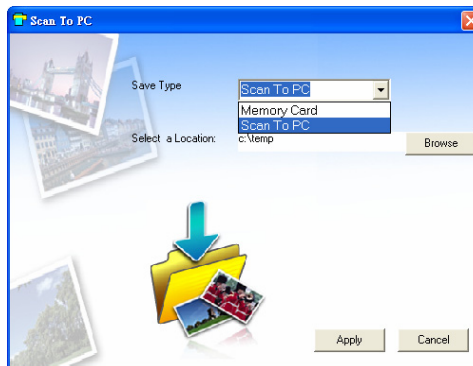 Scan To PC
Save Type
Scan To PC
Memory Card
Scan To PC
Select a Location:
c:\temp
Browse
Apply
Cancel